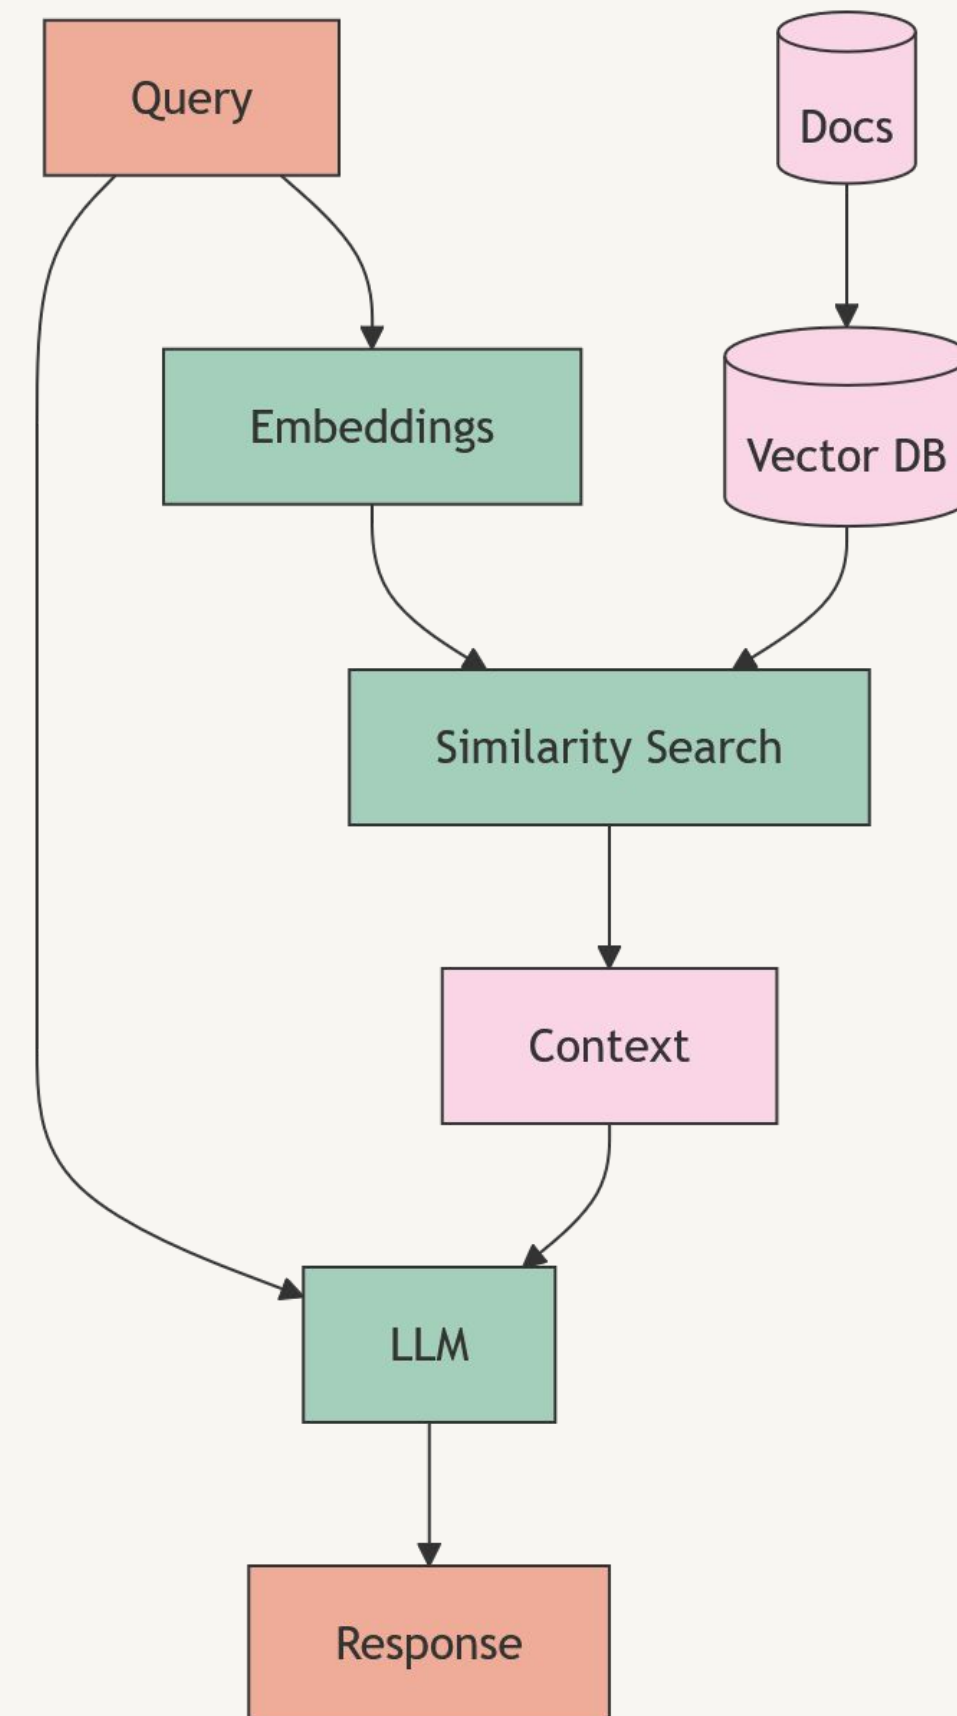 Query
Docs
Embeddings
Vector DB
Similarity Search
Context
LLM
Response